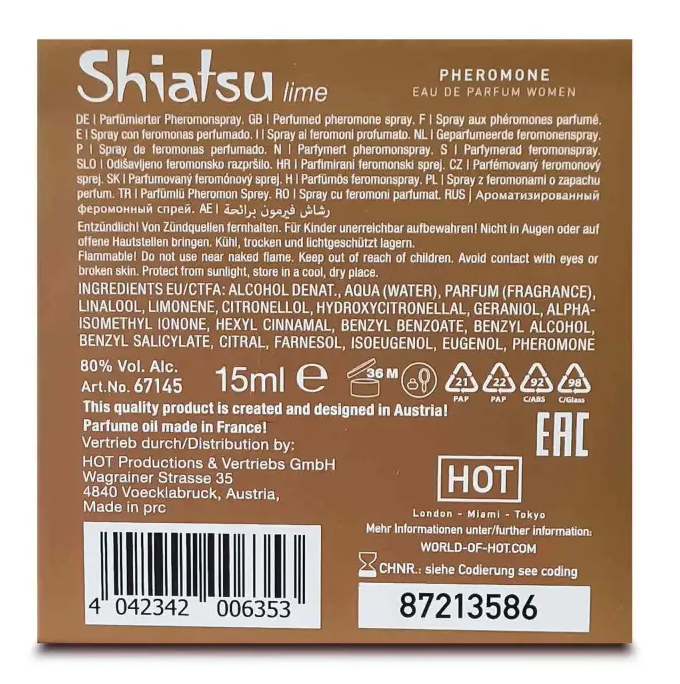 Shiatsu lime
PHEROMONE
EAU DE PARFUM WOMEN
DE | Parfümierter Pheromonspray. GB | Perfumed pheromone spray. F | Spray aux phéromones parfumé.
E | Spray con feromonas perfumado. I | Spray al feromoni profumato. NL | Geparfumeerde feromonenspray.
P | Spray de feromonas perfumado. N | Parfymert pheromonspray. S | Parfymerad feromonspray.
SLO | Odišavljeno feromonsko razpršilo. HR | Parfimirani feromonski sprej. CZ | Parfémovaný feromonový
sprej. SK | Parfumovaný feromónový sprej. H | Parfümös feromonspray. PL | Spray z feromonami o zapachu
perfum. TR | Parfümlü Pheromon Sprey. RO | Spray cu feromoni parfumat. RUS | Ароматизированный
феромонный спрей. AE | رشاش فيرمون برائحة
Entzündlich! Von Zündquellen fernhalten. Für Kinder unerreichbar aufbewahren! Nicht in Augen oder auf
offene Hautstellen bringen. Kühl, trocken und lichtgeschützt lagern.
Flammable! Do not use near naked flame. Keep out of reach of children. Avoid contact with eyes or
broken skin. Protect from sunlight, store in a cool, dry place.
INGREDIENTS EU/CTFA: ALCOHOL DENAT., AQUA (WATER), PARFUM (FRAGRANCE),
LINALOOL, LIMONENE, CITRONELLOL, HYDROXYCITRONELLAL, GERANIOL, ALPHA-
ISOMETHYL IONONE, HEXYL CINNAMAL, BENZYL BENZOATE, BENZYL ALCOHOL,
BENZYL SALICYLATE, CITRAL, FARNESOL, ISOEUGENOL, EUGENOL, PHEROMONE
80% Vol. Alc.
Art.No. 67145
15ml e
36 M
21 PAP
22 PAP
92 C/ABS
98 C/Glass
This quality product is created and designed in Austria!
Parfume oil made in France!
Vertrieb durch/Distribution by:
HOT Productions & Vertriebs GmbH
Wagrainer Strasse 35
4840 Voecklabruck, Austria,
Made in prc
EAC
HOT
London - Miami - Tokyo
Mehr Informationen unter/further information:
WORLD-OF-HOT.COM
CHNR.: siehe Codierung see coding
4 042342 006353
87213586